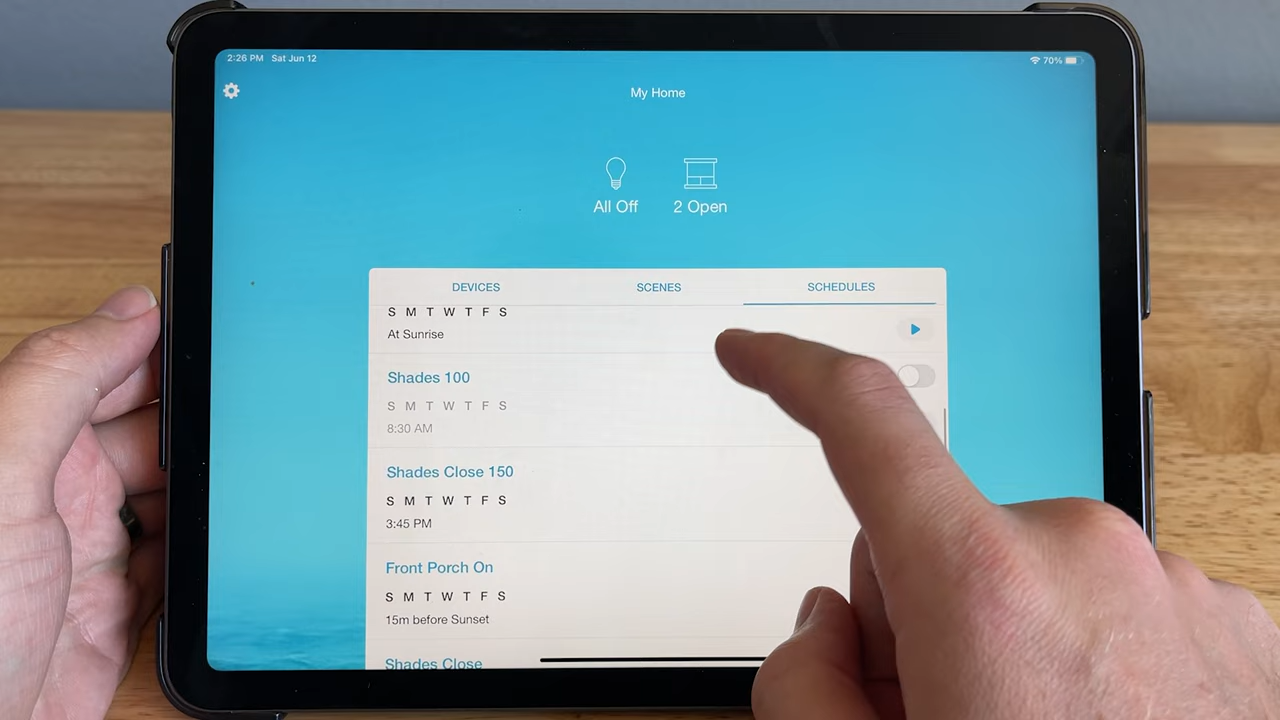 2:26 PM Sat Jun 12
70%
My Home
All Off
2 Open
DEVICES
SCENES
SCHEDULES
S M T W T F S
At Sunrise
Shades 100
S M T W T F S
8:30 AM
Shades Close 150
S M T W T F S
3:45 PM
Front Porch On
S M T W T F S
15m before Sunset
Shades Close